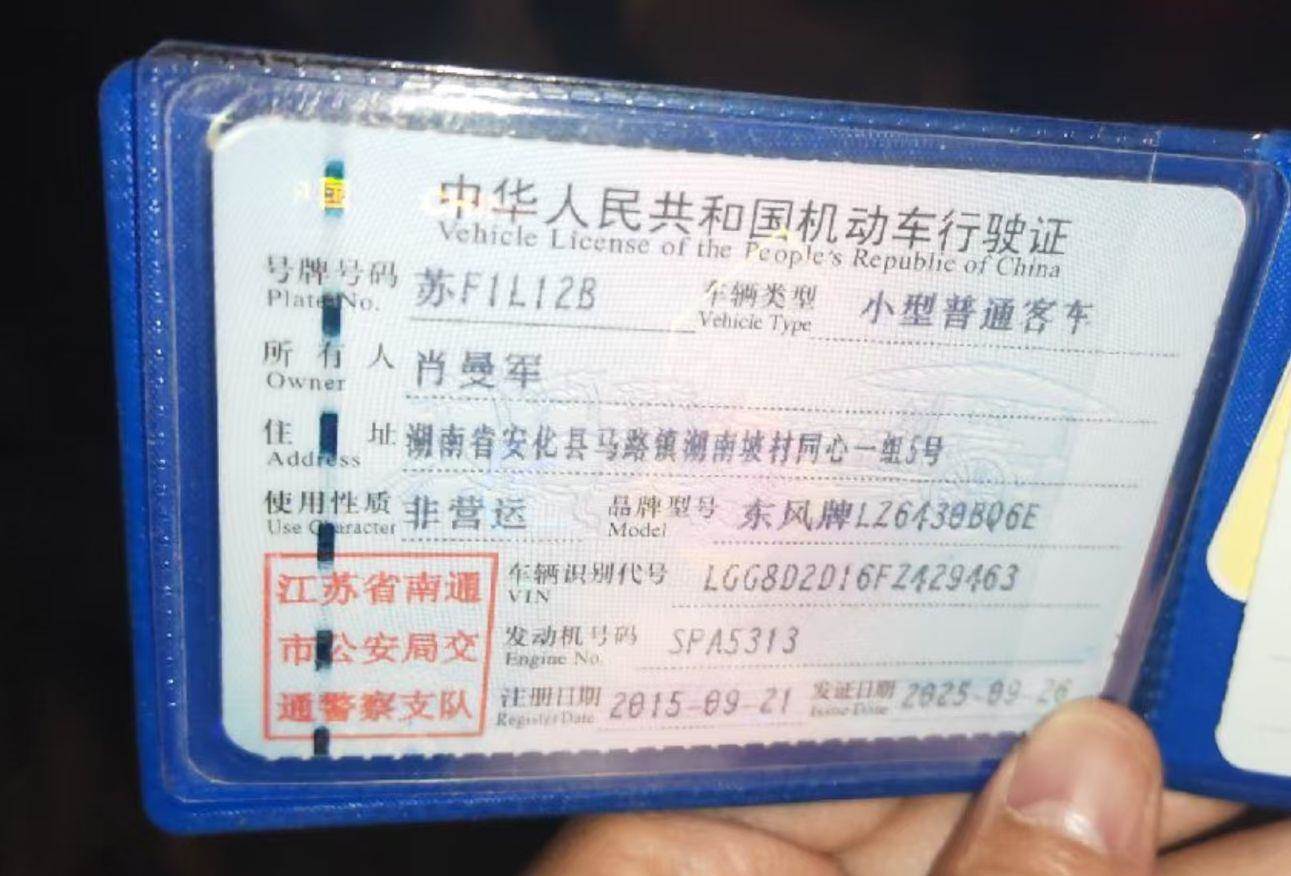 中华人民共和国机动车行驶证
Vehicle License of the People's Republic of China
号牌号码 苏F1L12B 车辆类型 小型普通客车
Plate No. Vehicle Type
所有人 肖曼军
Owner
住址 湖南省安化县马路镇湖南坡村同心一组5号
Address
使用性质 非营运 品牌型号 东风牌LZ6430BQ6E
Use Character Model
江苏省南通
市公安局交
通警察支队
车辆识别代号 LGG8D2D16FZ429463
VIN
发动机号码 SPA5313
Engine No.
注册日期 2015-09-21 发证日期 2025-09-26
Register Date Issue Date